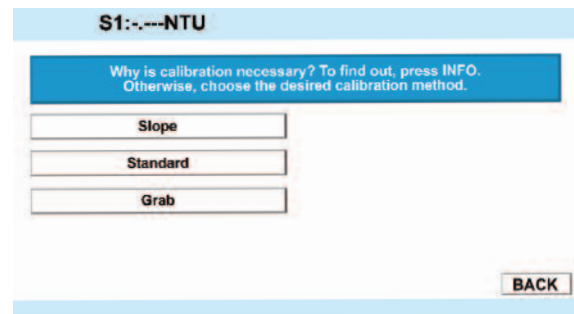 S1:-.---NTU
Why is calibration necessary? To find out, press INFO.
Otherwise, choose the desired calibration method.
Slope
Standard
Grab
BACK